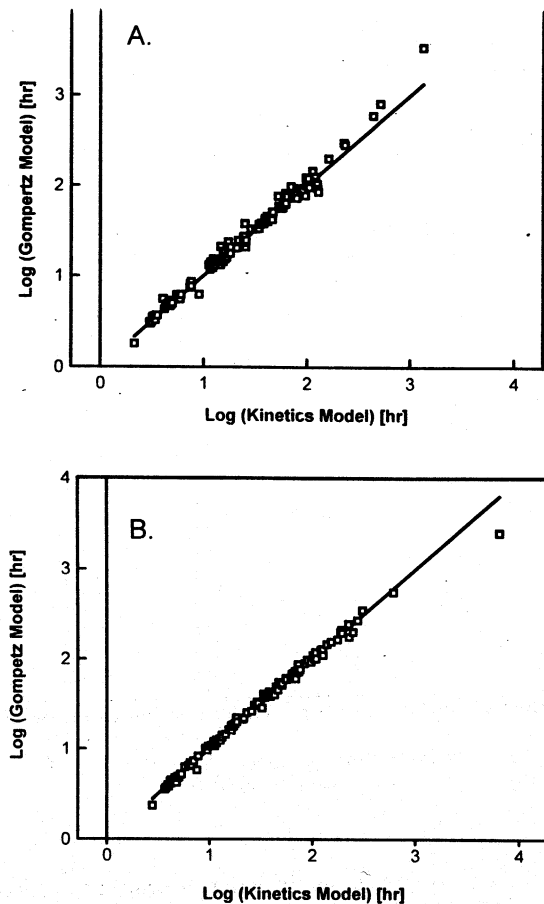 A.
Log (Gompertz Model) [hr]
3
2
1
0
0 1 2 3 4
Log (Kinetics Model) [hr]
B.
Log (Gompetz Model) [hr]
4
3
2
1
0
0 1 2 3 4
Log (Kinetics Model) [hr]